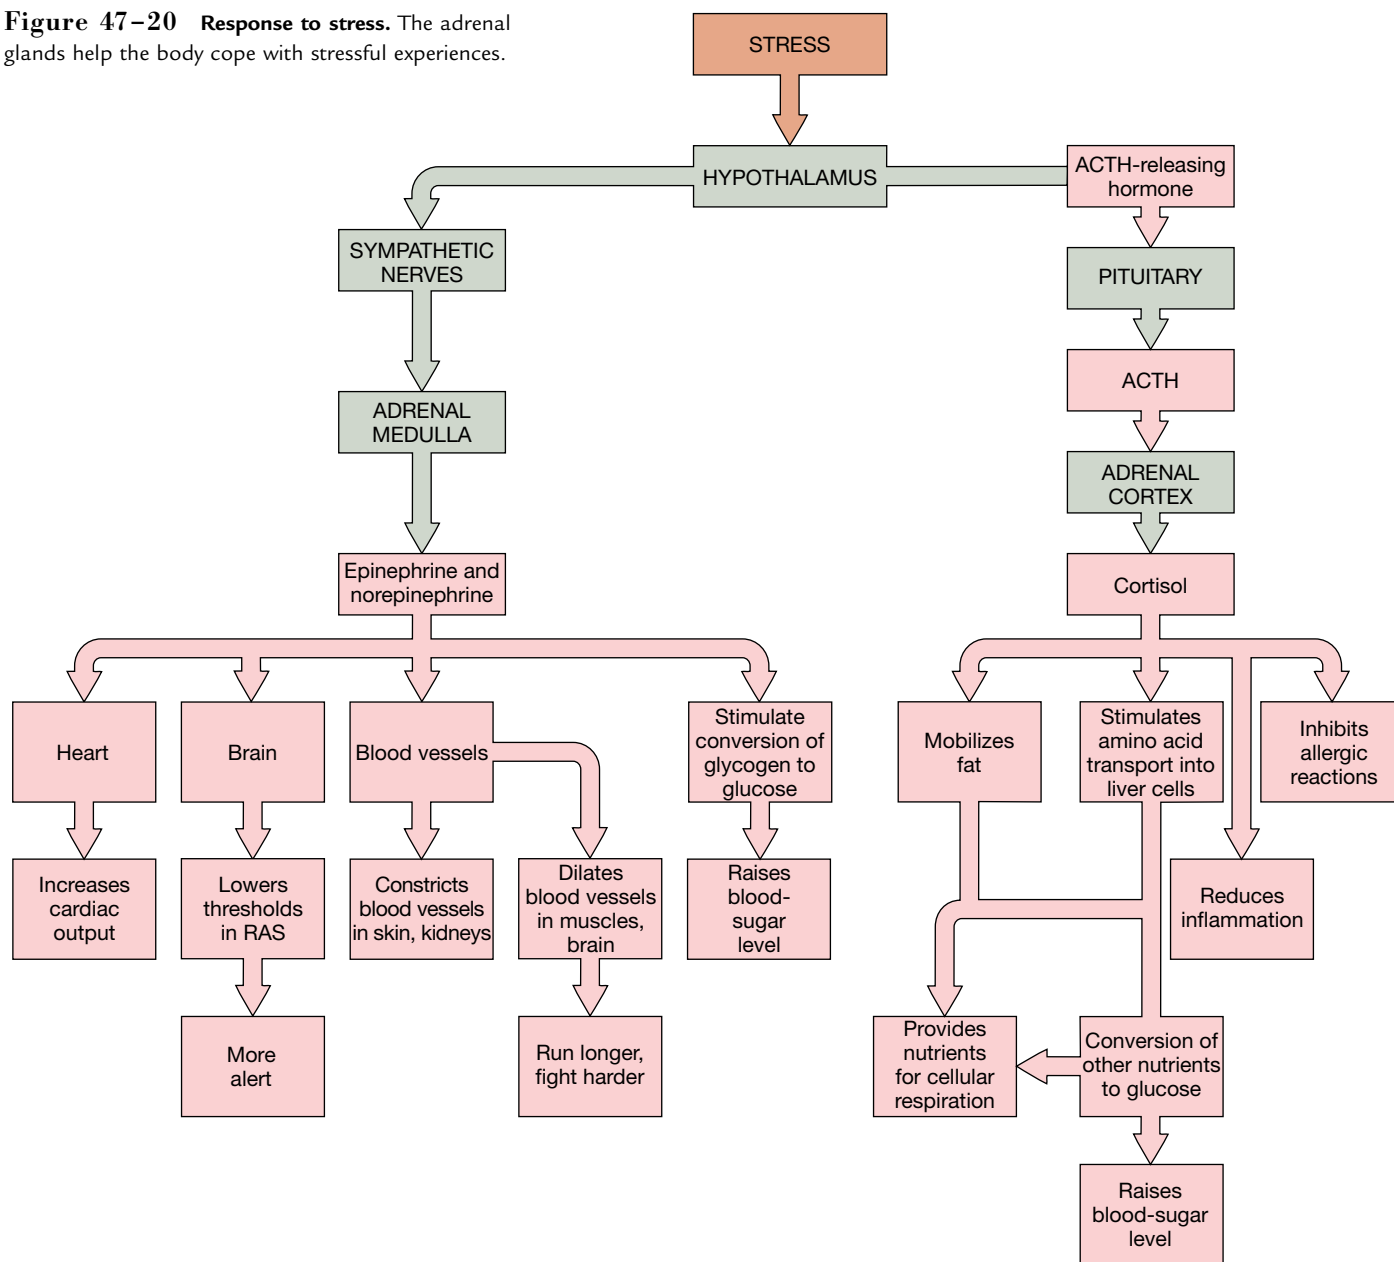 Figure 47–20 Response to stress. The adrenal
glands help the body cope with stressful experiences.
STRESS
HYPOTHALAMUS
ACTH-releasing
hormone
SYMPATHETIC
NERVES
PITUITARY
ACTH
ADRENAL
MEDULLA
ADRENAL
CORTEX
Epinephrine and
norepinephrine
Cortisol
Heart
Brain
Blood vessels
Stimulate
conversion of
glycogen to
glucose
Mobilizes
fat
Stimulates
amino acid
transport into
liver cells
Inhibits
allergic
reactions
Increases
cardiac
output
Lowers
thresholds
in RAS
Constricts
blood vessels
in skin, kidneys
Dilates
blood vessels
in muscles,
brain
Raises
blood-
sugar
level
Reduces
inflammation
More
alert
Run longer,
fight harder
Provides
nutrients
for cellular
respiration
Conversion of
other nutrients
to glucose
Raises
blood-sugar
level